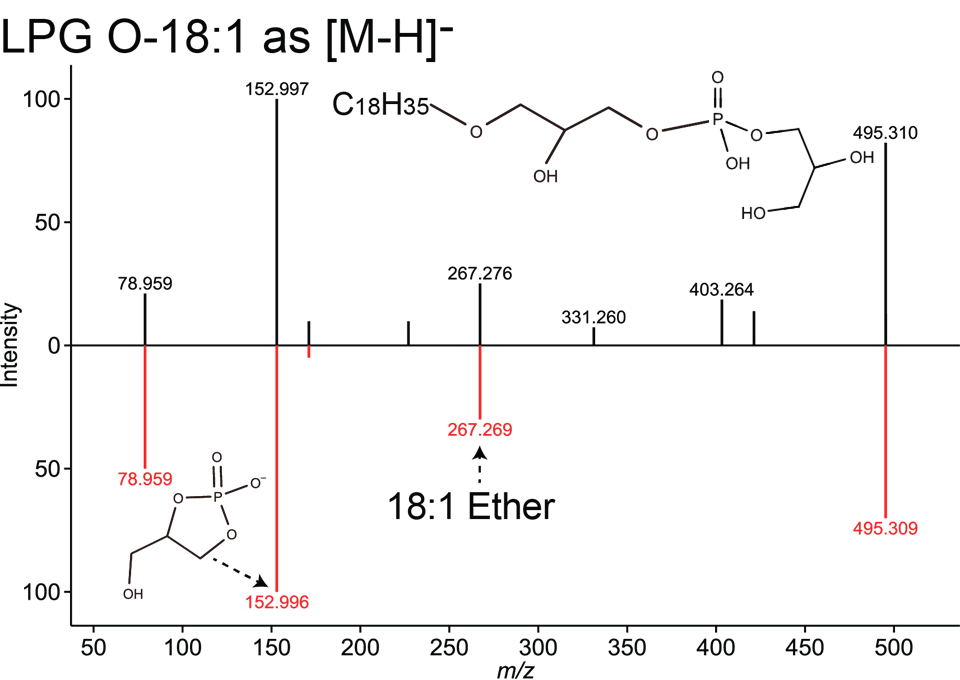 LPG O-18:1 as [M-H]⁻
152.997
100
C18H35
O
OH
O
O
P
OH
O
OH
HO
495.310
50
78.959
267.276
403.264
331.260
Intensity
0
267.269
495.309
50
78.959
O
O
P
O⁻
O
OH
18:1 Ether
100
152.996
50 100 150 200 250 300 350 400 450 500
m/z